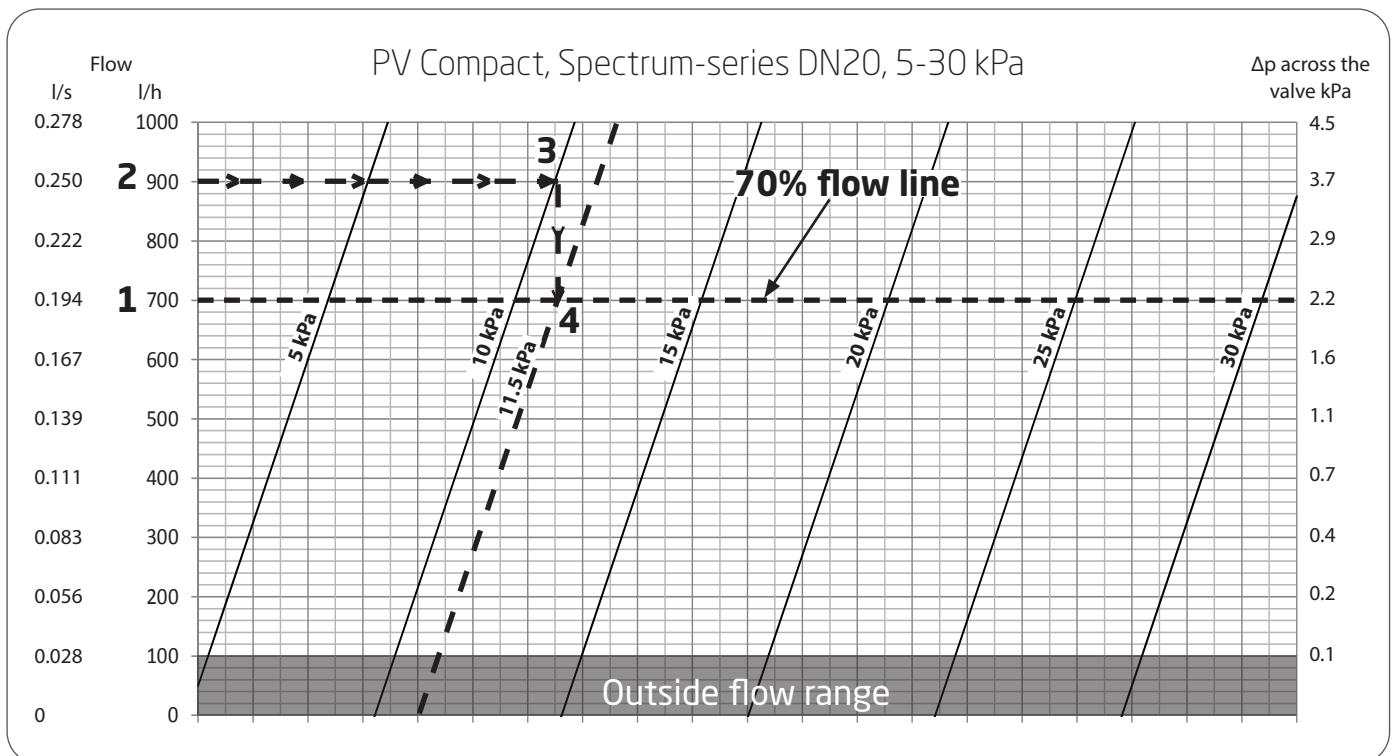 PV Compact, Spectrum-series DN20, 5-30 kPa
Flow
l/s l/h
Δp across the
valve kPa
0.278 1000 4.5
3
0.250 2 900 3.7
70% flow line
0.222 800 2.9
0.194 1 700 2.2
4
5 kPa 10 kPa 11.5 kPa 15 kPa 20 kPa 25 kPa 30 kPa
0.167 600 1.6
0.139 500 1.1
0.111 400 0.7
0.083 300 0.4
0.056 200 0.2
0.028 100 0.1
Outside flow range
0 0